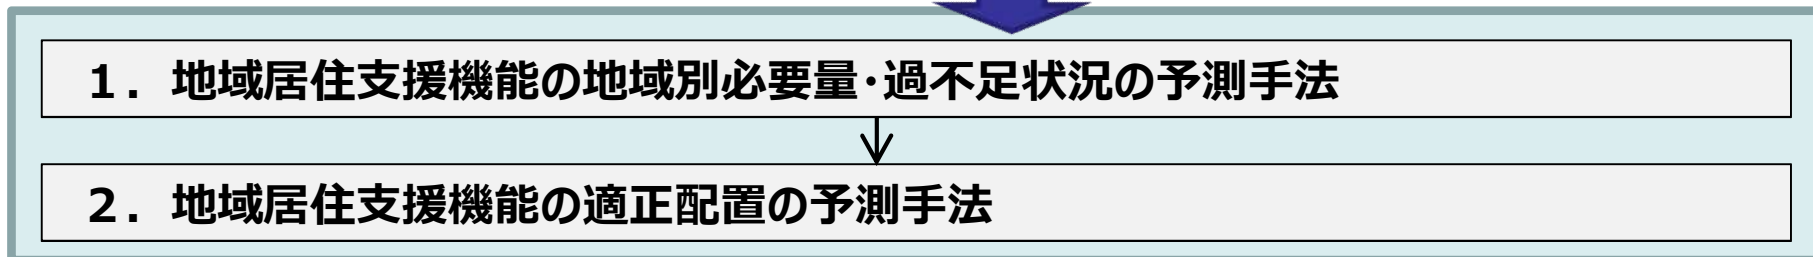 1. 地域居住支援機能の地域別必要量・過不足状況の予測手法
2. 地域居住支援機能の適正配置の予測手法